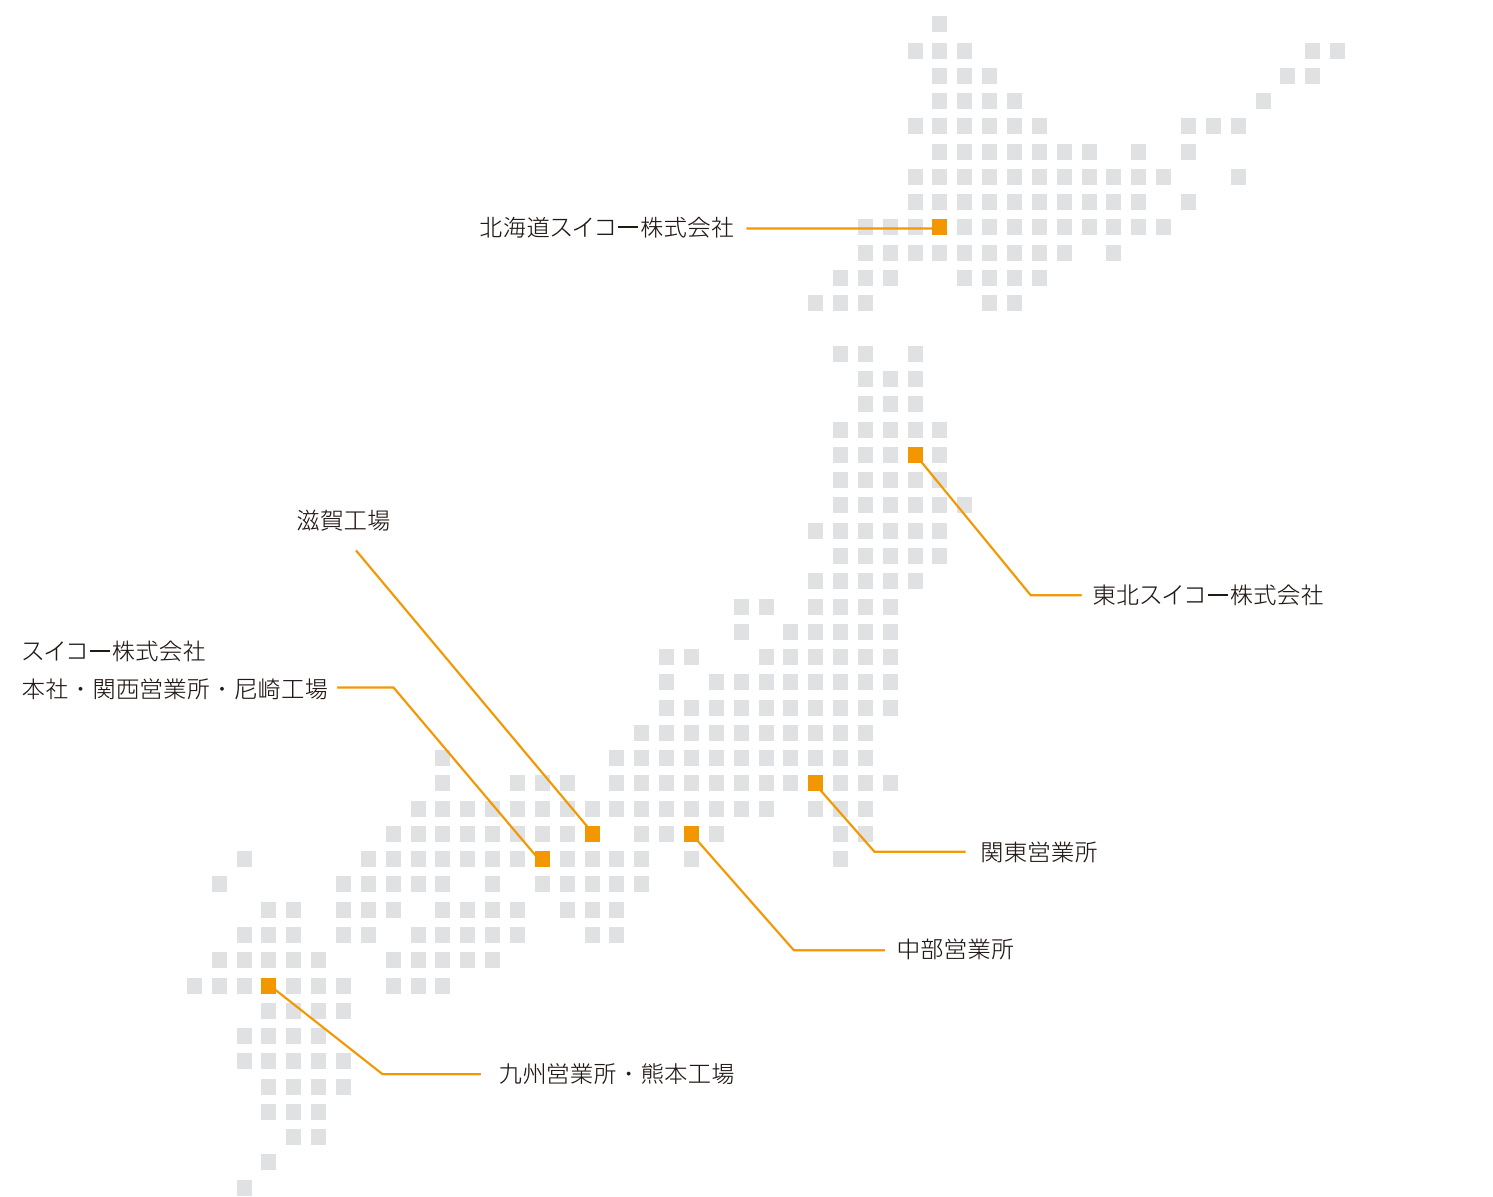 北海道スイコー株式会社
滋賀工場
東北スイコー株式会社
スイコー株式会社
本社・関西営業所・尼崎工場
関東営業所
中部営業所
九州営業所・熊本工場